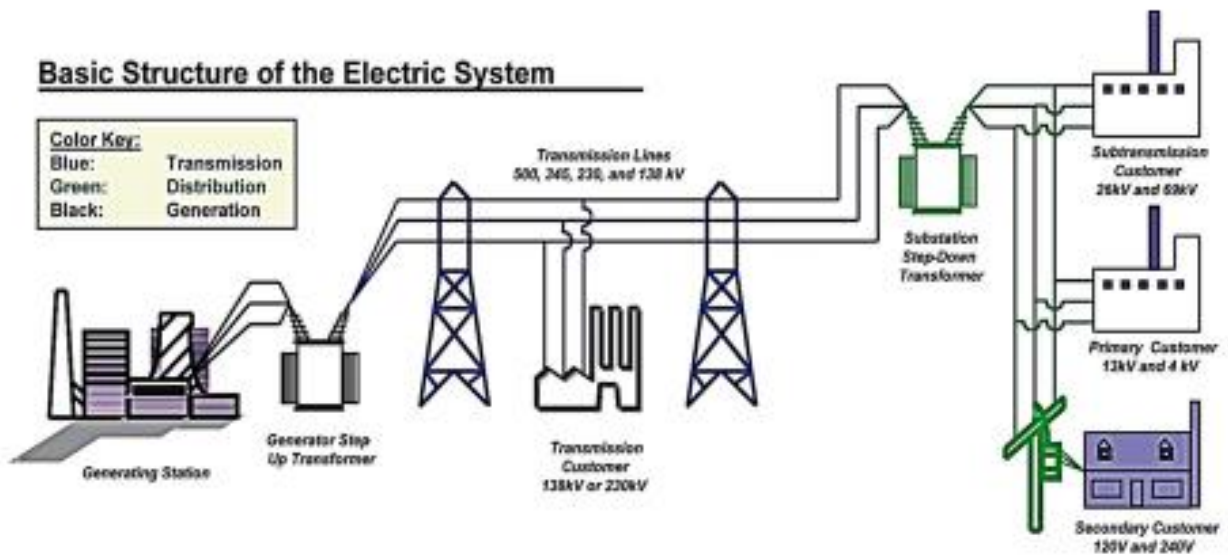 Basic Structure of the Electric System
Color Key:
Blue: Transmission
Green: Distribution
Black: Generation
Transmission Lines
500, 345, 230, and 138 kV
Subtransmission
Customer
26kV and 69kV
Substation
Step-Down
Transformer
Primary Customer
13kV and 4 kV
Generating Station
Generator Step
Up Transformer
Transmission
Customer
138kV or 230kV
Secondary Customer
120V and 240V